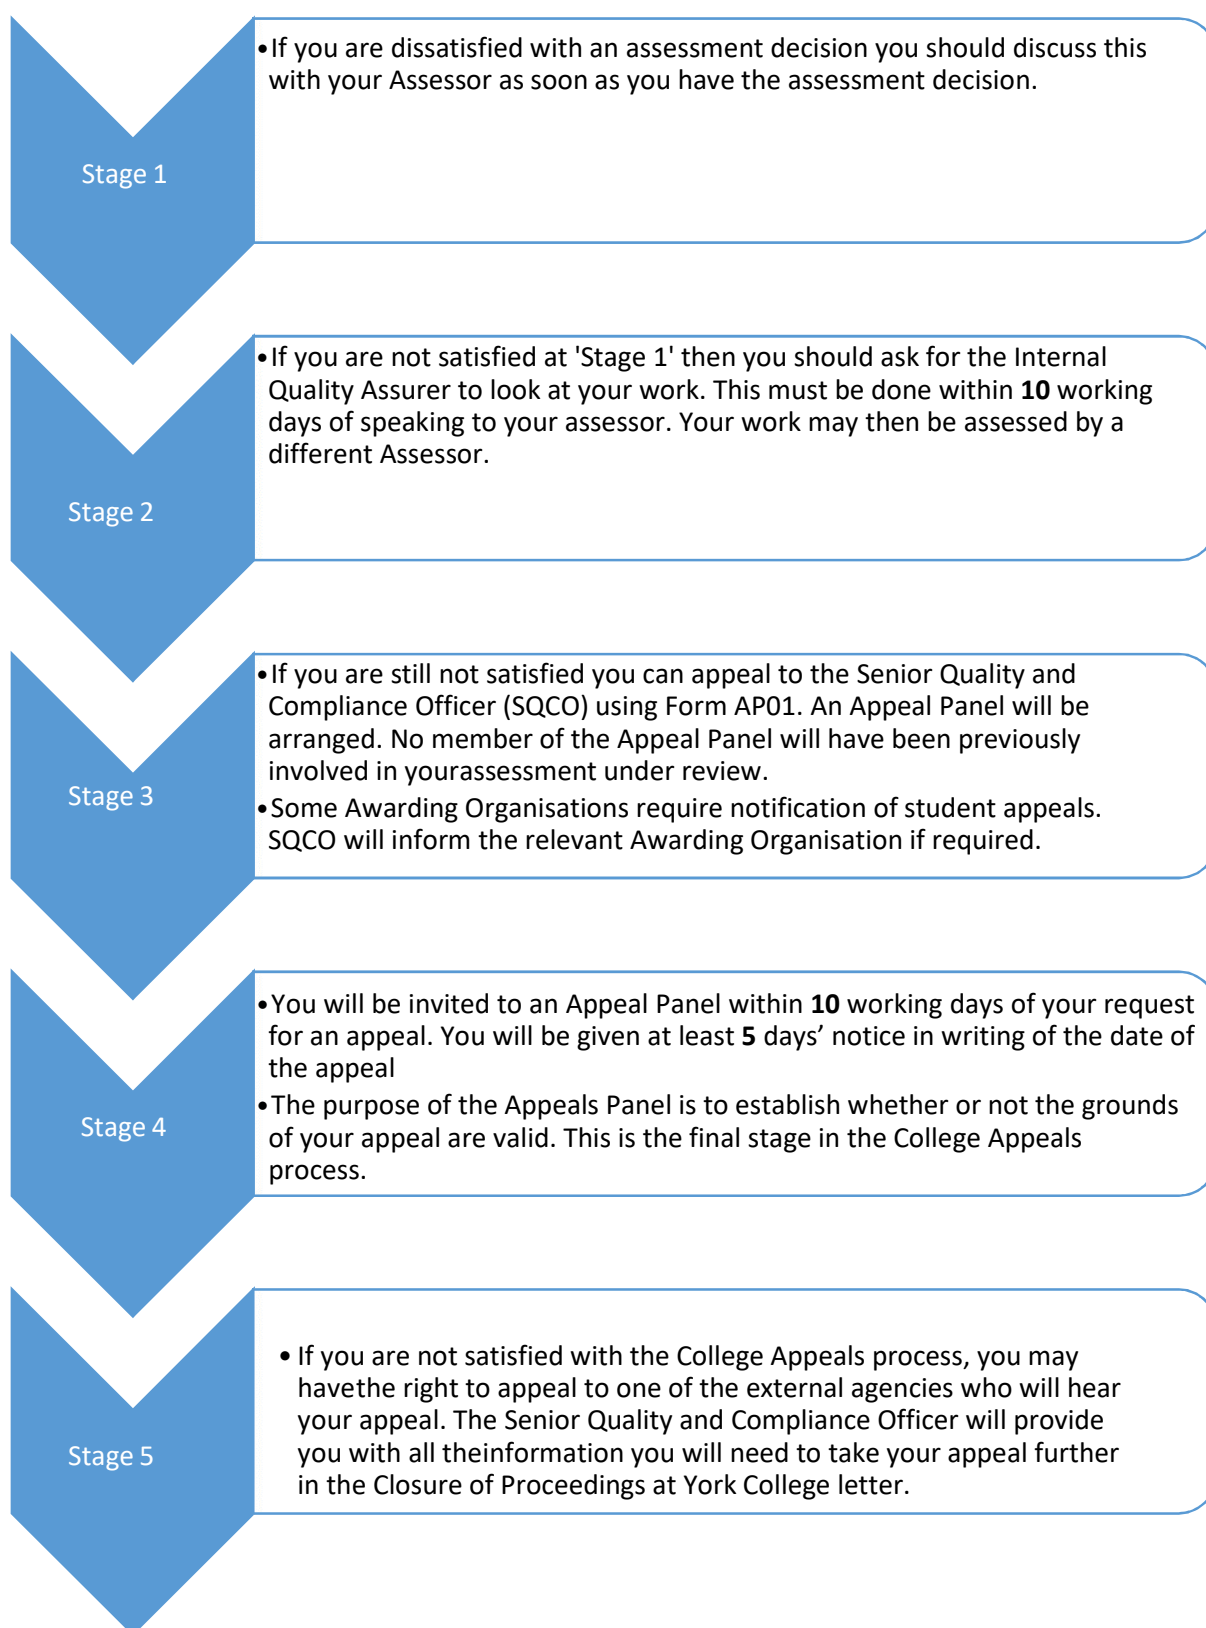 •If you are dissatisfied with an assessment decision you should discuss this
with your Assessor as soon as you have the assessment decision.
Stage 1
•If you are not satisfied at 'Stage 1' then you should ask for the Internal
Quality Assurer to look at your work. This must be done within 10 working
days of speaking to your assessor. Your work may then be assessed by a
different Assessor.
Stage 2
•If you are still not satisfied you can appeal to the Senior Quality and
Compliance Officer (SQCO) using Form AP01. An Appeal Panel will be
arranged. No member of the Appeal Panel will have been previously
involved in yourassessment under review.
Stage 3
•Some Awarding Organisations require notification of student appeals.
SQCO will inform the relevant Awarding Organisation if required.
•You will be invited to an Appeal Panel within 10 working days of your request
for an appeal. You will be given at least 5 days’ notice in writing of the date of
the appeal
•The purpose of the Appeals Panel is to establish whether or not the grounds
Stage 4
of your appeal are valid. This is the final stage in the College Appeals
process.
• If you are not satisfied with the College Appeals process, you may
havethe right to appeal to one of the external agencies who will hear
your appeal. The Senior Quality and Compliance Officer will provide
Stage 5
you with all theinformation you will need to take your appeal further
in the Closure of Proceedings at York College letter.